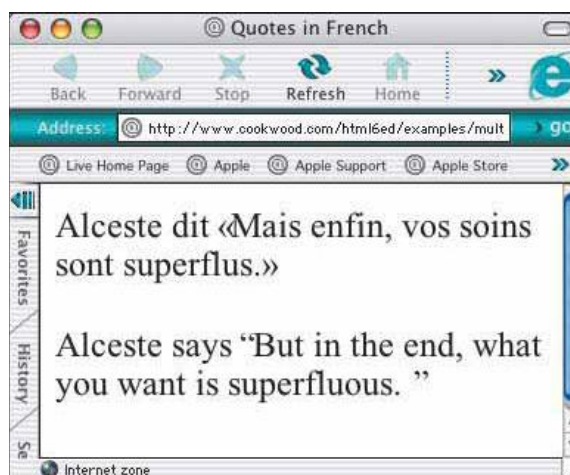 Quotes in French
Back Forward Stop Refresh Home »
Address: http://www.cookwood.com/html6ed/examples/mult go
Live Home Page Apple Apple Support Apple Store »
Favorites
History
Se
Alceste dit «Mais enfin, vos soins
sont superflus.»
Alceste says “But in the end, what
you want is superfluous. ”
Internet zone